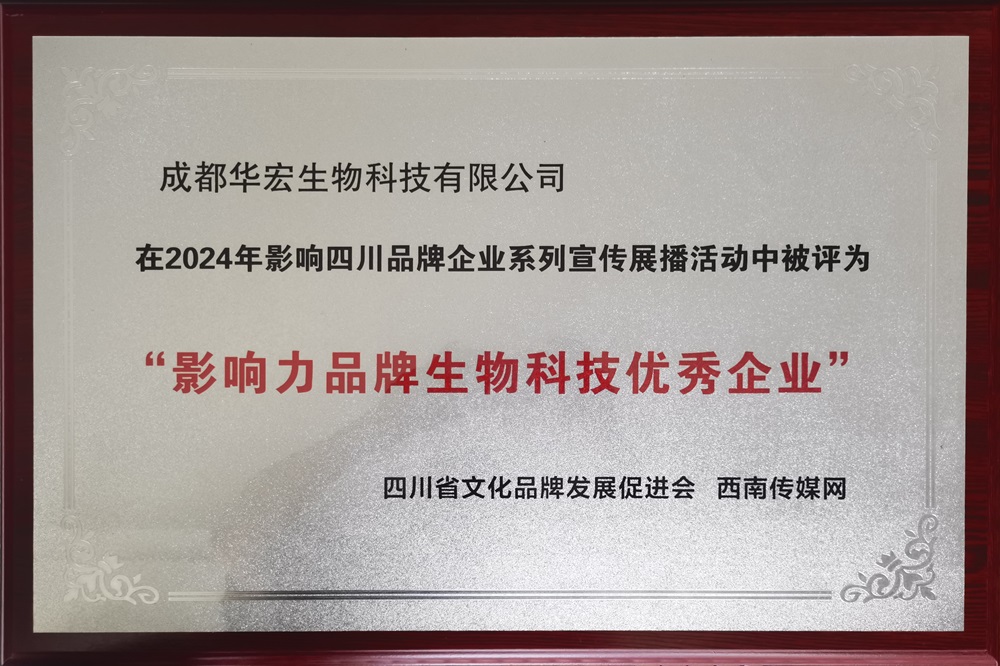 成都华宏生物科技有限公司
在2024年影响四川品牌企业系列宣传展播活动中被评为
“影响力品牌生物科技优秀企业”
四川省文化品牌发展促进会 西南传媒网